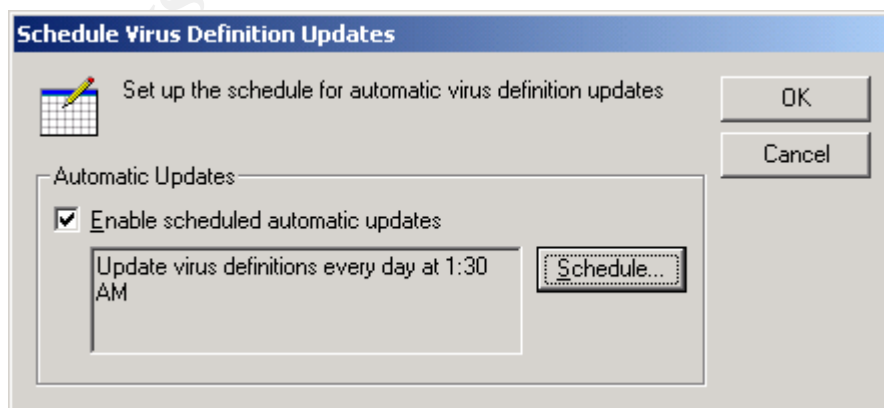 Schedule Virus Definition Updates
Set up the schedule for automatic virus definition updates
OK
Cancel
Automatic Updates
Enable scheduled automatic updates
Update virus definitions every day at 1:30
AM
Schedule...